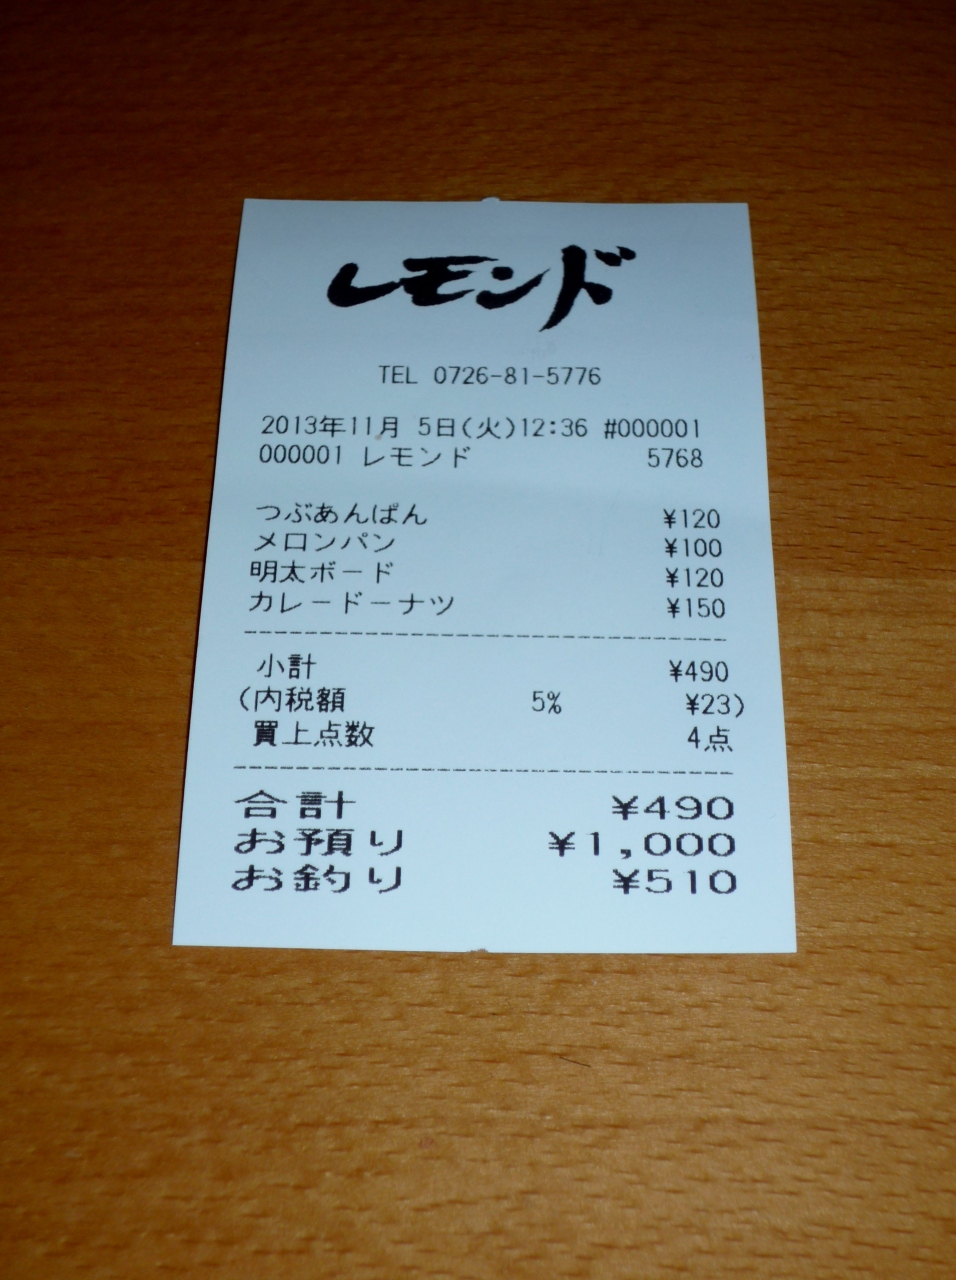 レモンド
TEL 0726-81-5776
2013年11月 5日(火)12:36 #000001
000001 レモンド 5768
つぶあんぱん ¥120
メロンパン ¥100
明太ボード ¥120
カレードーナツ ¥150
小計 ¥490
(内税額 5% ¥23)
買上点数 4点
合計 ¥490
お預り ¥1,000
お釣り ¥510